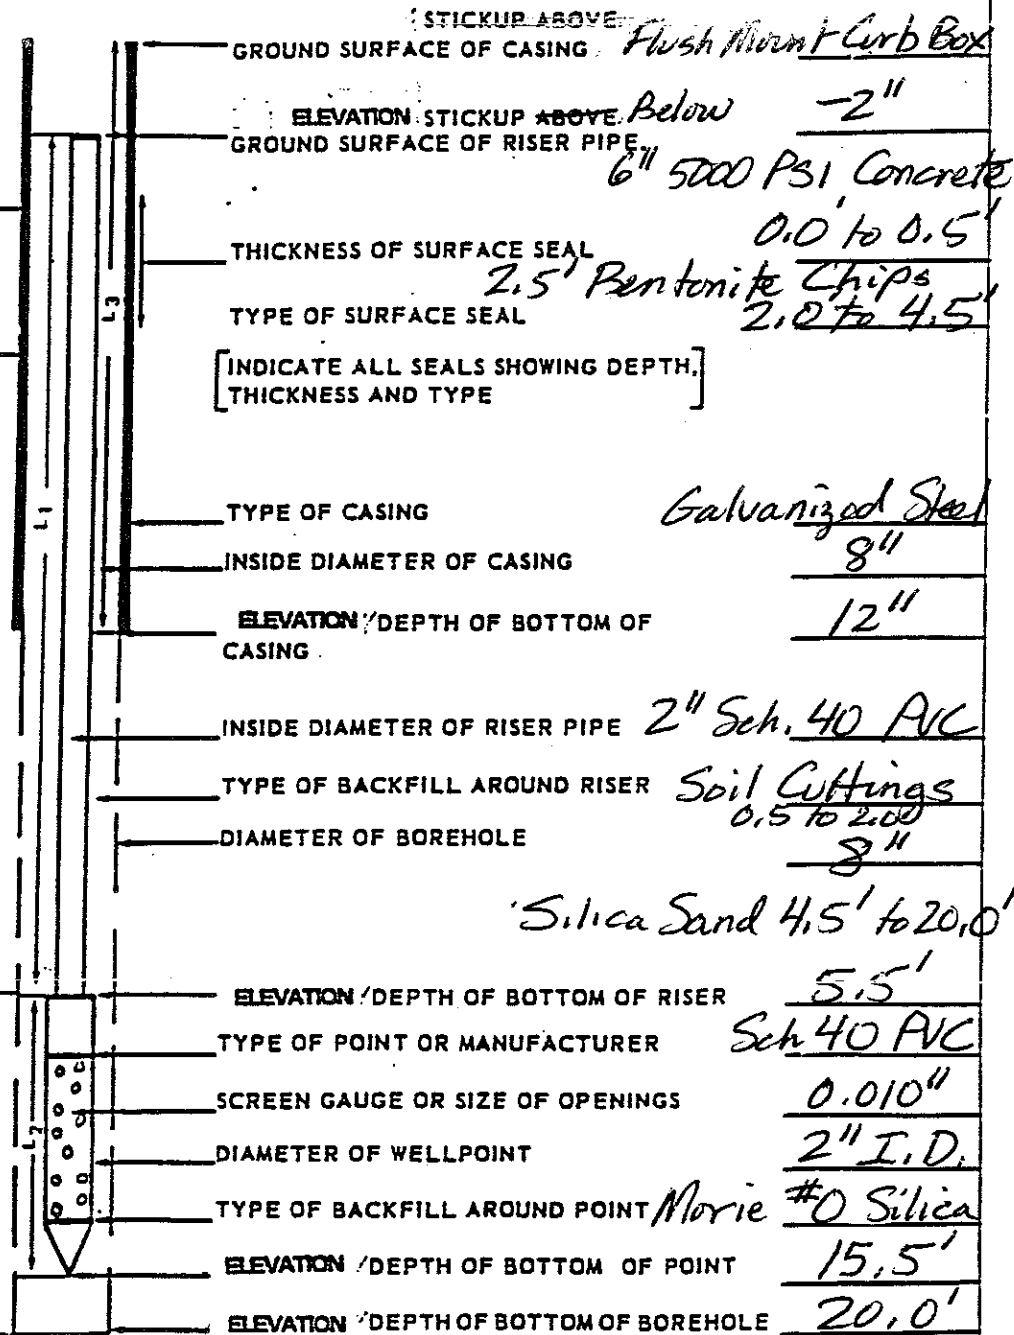 STICKUP ABOVE
GROUND SURFACE OF CASING Flush Mount Curb Box
ELEVATION STICKUP ABOVE Below -2"
GROUND SURFACE OF RISER PIPE
6" 5000 PSI Concrete
0.0' to 0.5'
THICKNESS OF SURFACE SEAL
2.5' Bentonite Chips
TYPE OF SURFACE SEAL 2.0 to 4.5'
[INDICATE ALL SEALS SHOWING DEPTH,
THICKNESS AND TYPE]
L3
L1
TYPE OF CASING Galvanized Steel
INSIDE DIAMETER OF CASING 8"
ELEVATION/DEPTH OF BOTTOM OF 12"
CASING
INSIDE DIAMETER OF RISER PIPE 2" Sch. 40 PVC
TYPE OF BACKFILL AROUND RISER Soil Cuttings
0.5 to 2.00
DIAMETER OF BOREHOLE 8"
Silica Sand 4.5' to 20.0'
ELEVATION/DEPTH OF BOTTOM OF RISER 5.5'
TYPE OF POINT OR MANUFACTURER Sch 40 PVC
SCREEN GAUGE OR SIZE OF OPENINGS 0.010"
L2
DIAMETER OF WELLPOINT 2" I.D.
TYPE OF BACKFILL AROUND POINT Morie #0 Silica
ELEVATION/DEPTH OF BOTTOM OF POINT 15.5'
ELEVATION/DEPTH OF BOTTOM OF BOREHOLE 20.0'